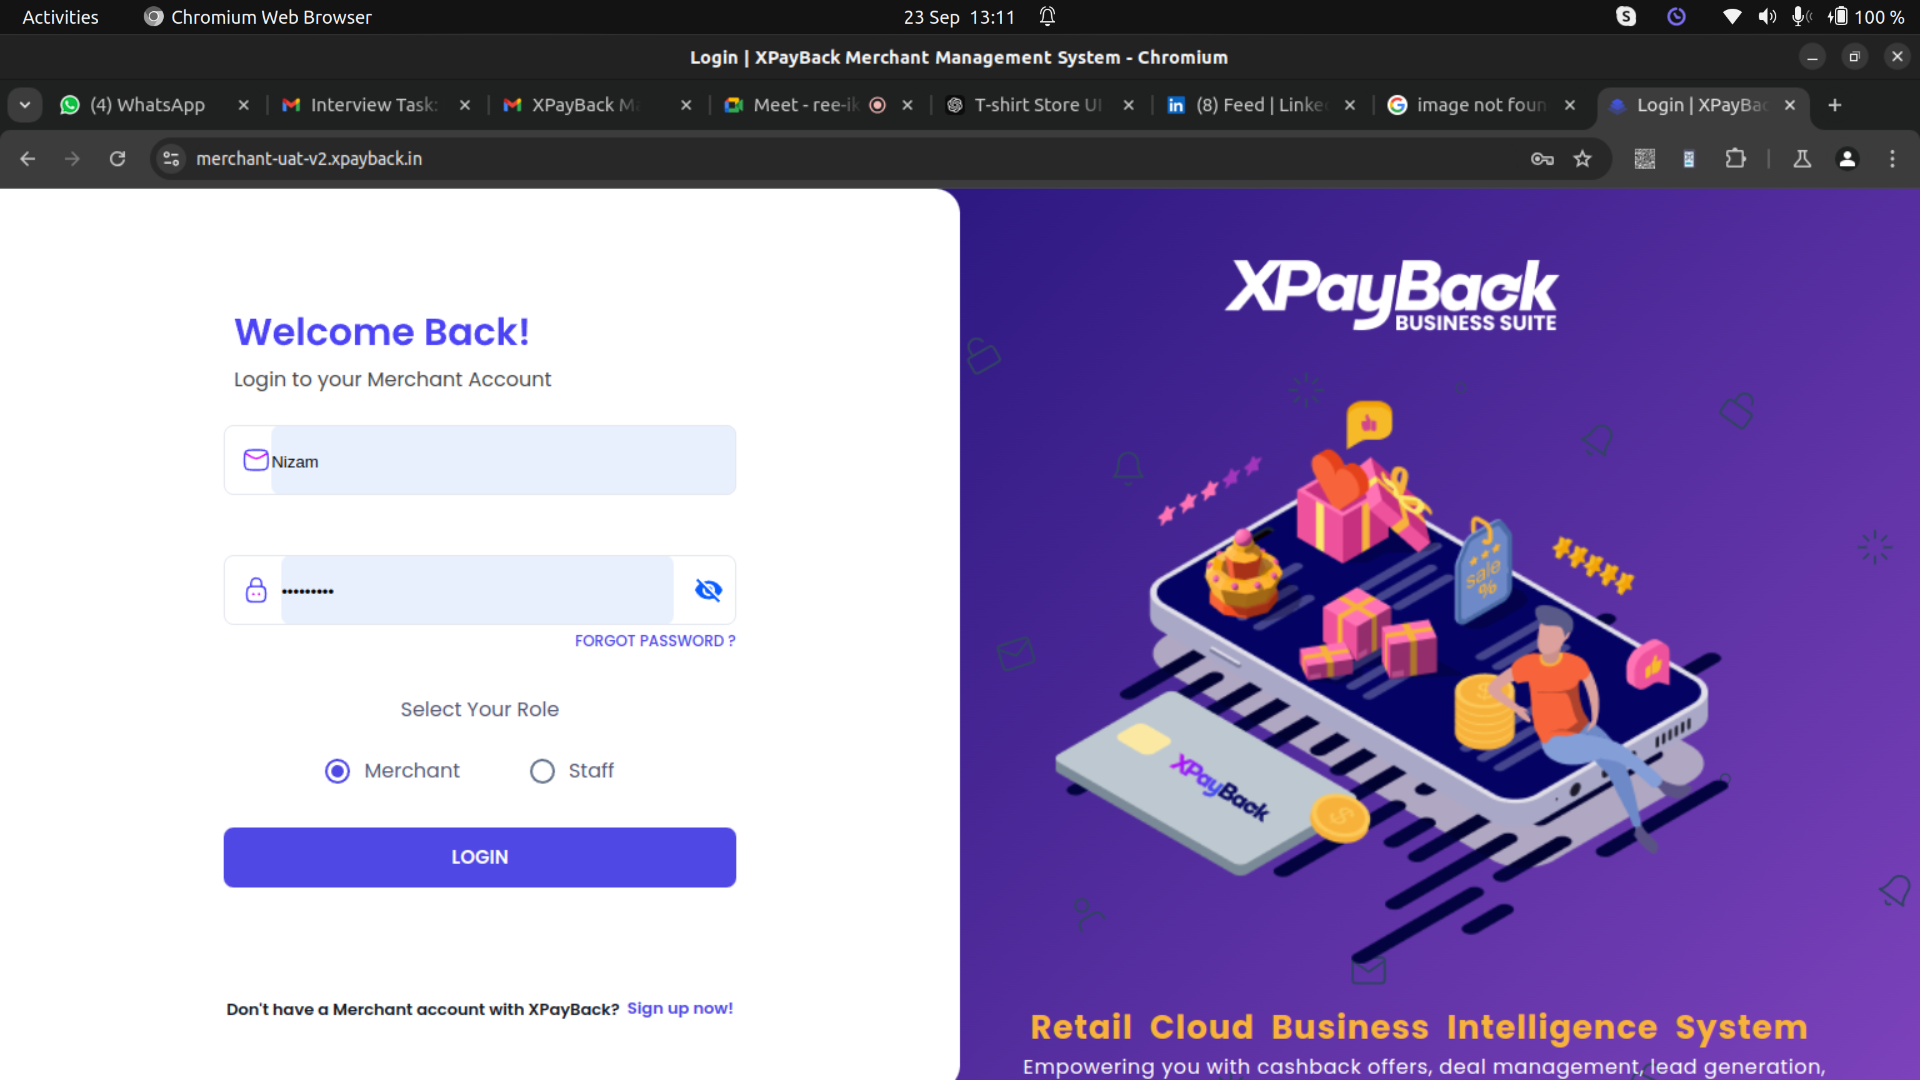 Activities Chromium Web Browser 23 Sep 13:11 100 %
Login | XPayBack Merchant Management System - Chromium
(4) WhatsApp Interview Task: XPayBack Ma Meet - ree-ik T-shirt Store UI (8) Feed | Linke image not foun Login | XPayBac
merchant-uat-v2.xpayback.in
Welcome Back!
Login to your Merchant Account
Nizam
•••••••••
FORGOT PASSWORD ?
Select Your Role
Merchant Staff
LOGIN
Don't have a Merchant account with XPayBack? Sign up now!
XPayBack
BUSINESS SUITE
sale
%
XPayBack
Retail Cloud Business Intelligence System
Empowering you with cashback offers, deal management, lead generation,